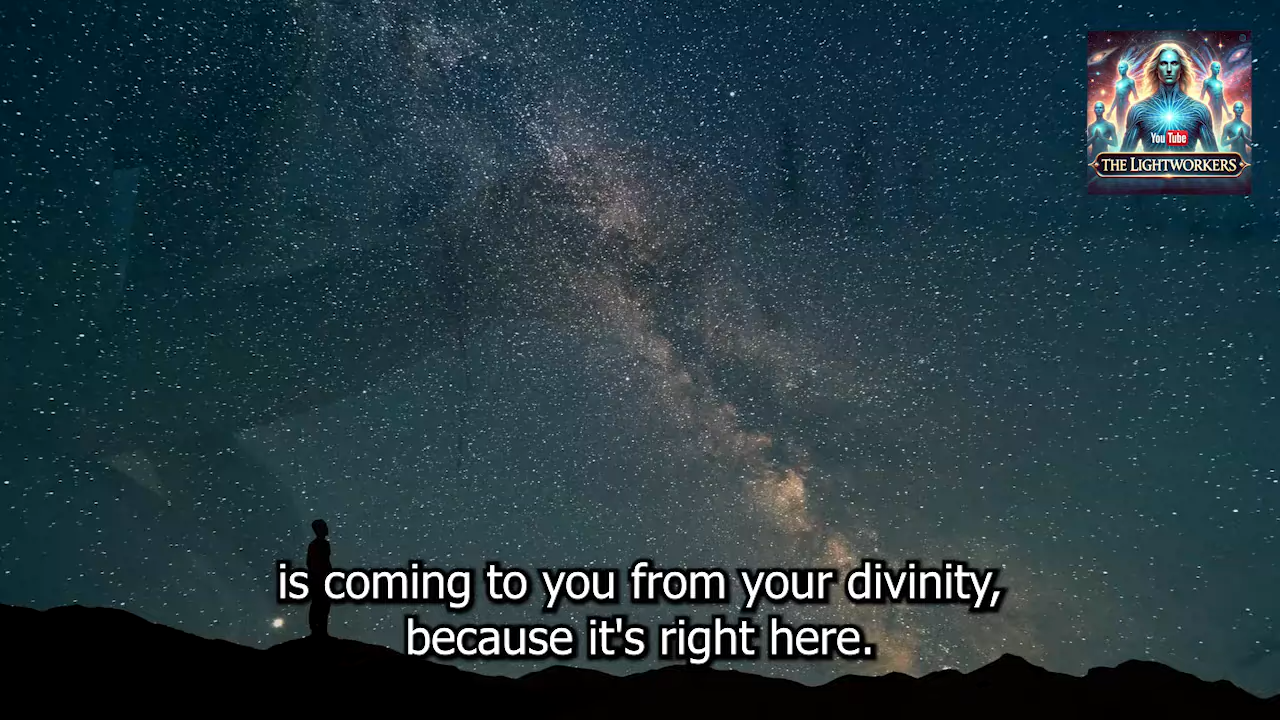 YouTube
THE LIGHTWORKERS
is coming to you from your divinity,
because it's right here.